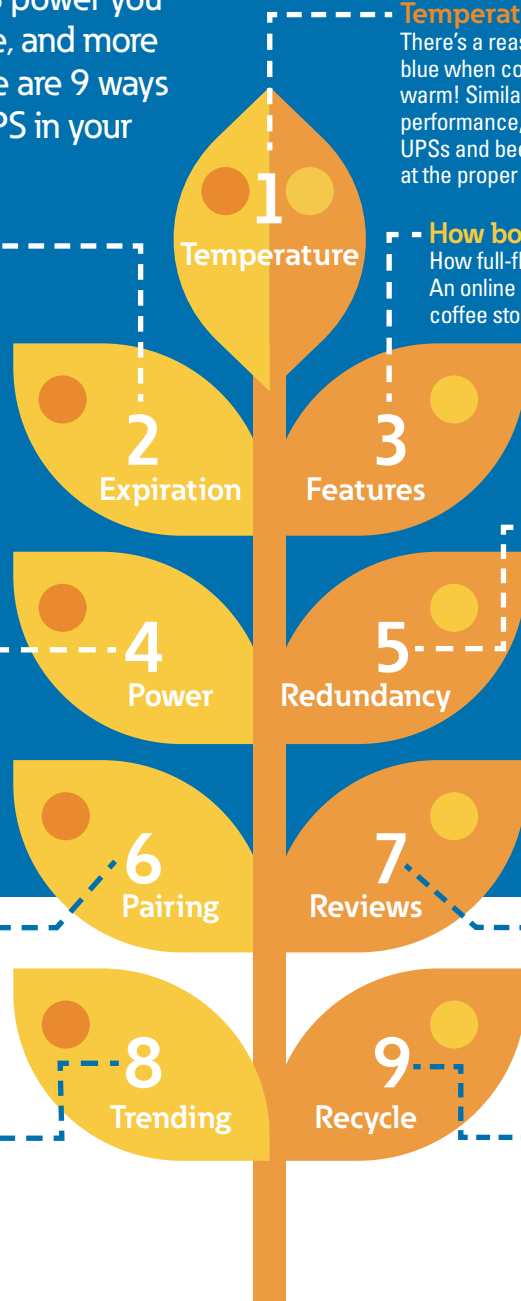 power you
e, and more
e are 9 ways
PS in your
Temperat
There's a reas
blue when co
warm! Simila
performance,
UPSs and bee
at the proper
1
Temperature
How bo
How full-fl
An online
coffee sto
2
Expiration
3
Features
4
Power
5
Redundancy
6
Pairing
7
Reviews
8
Trending
9
Recycle